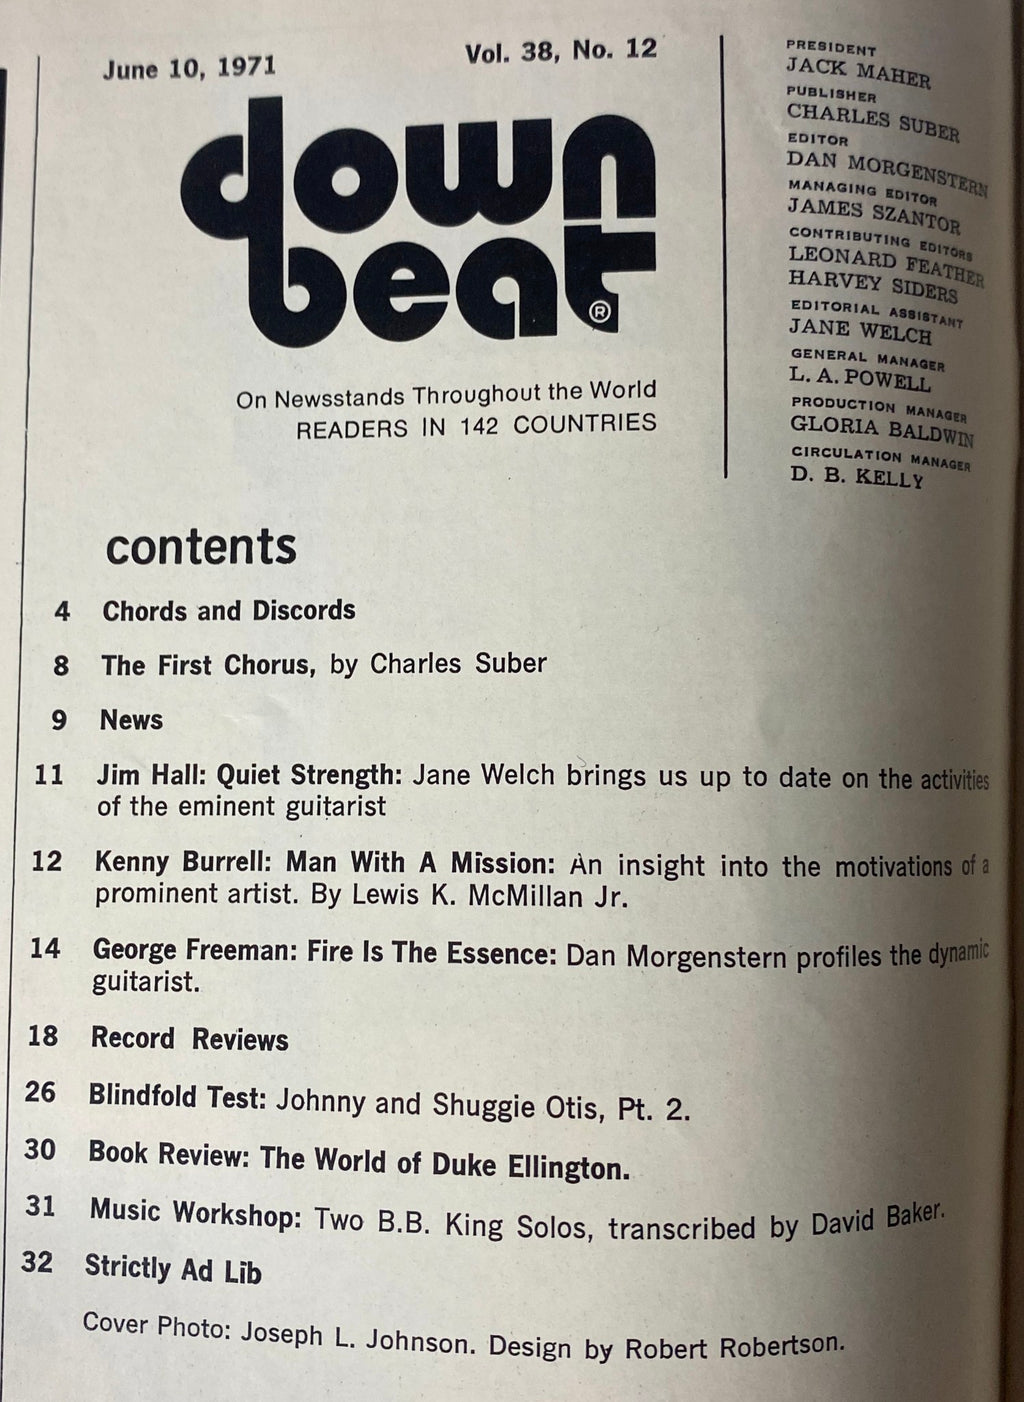 June 10, 1971
Vol. 38, No. 12
down
beat®
On Newsstands Throughout the World
READERS IN 142 COUNTRIES
PRESIDENT
JACK MAHER
PUBLISHER
CHARLES SUBER
EDITOR
DAN MORGENSTERN
MANAGING EDITOR
JAMES SZANTOR
CONTRIBUTING EDITORS
LEONARD FEATHER
HARVEY SIDERS
EDITORIAL ASSISTANT
JANE WELCH
GENERAL MANAGER
L. A. POWELL
PRODUCTION MANAGER
GLORIA BALDWIN
CIRCULATION MANAGER
D. B. KELLY
contents
4 Chords and Discords
8 The First Chorus, by Charles Suber
9 News
11 Jim Hall: Quiet Strength: Jane Welch brings us up to date on the activities
of the eminent guitarist
12 Kenny Burrell: Man With A Mission: An insight into the motivations of a
prominent artist. By Lewis K. McMillan Jr.
14 George Freeman: Fire Is The Essence: Dan Morgenstern profiles the dynamic
guitarist.
18 Record Reviews
26 Blindfold Test: Johnny and Shuggie Otis, Pt. 2.
30 Book Review: The World of Duke Ellington.
31 Music Workshop: Two B.B. King Solos, transcribed by David Baker.
32 Strictly Ad Lib
Cover Photo: Joseph L. Johnson. Design by Robert Robertson.